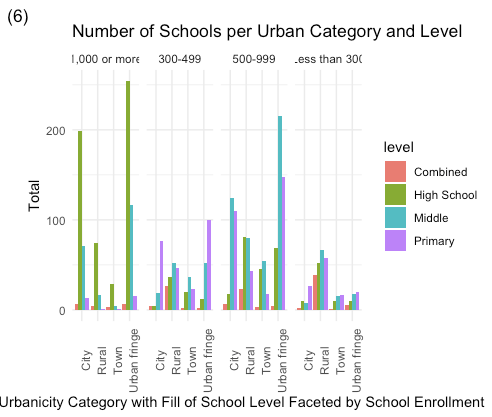 (6)
Number of Schools per Urban Category and Level
1,000 or more 300-499 500-999 Less than 300
200
100
0
Total
City Rural Town Urban fringe City Rural Town Urban fringe City Rural Town Urban fringe City Rural Town Urban fringe
level
Combined
High School
Middle
Primary
Urbanicity Category with Fill of School Level Faceted by School Enrollment